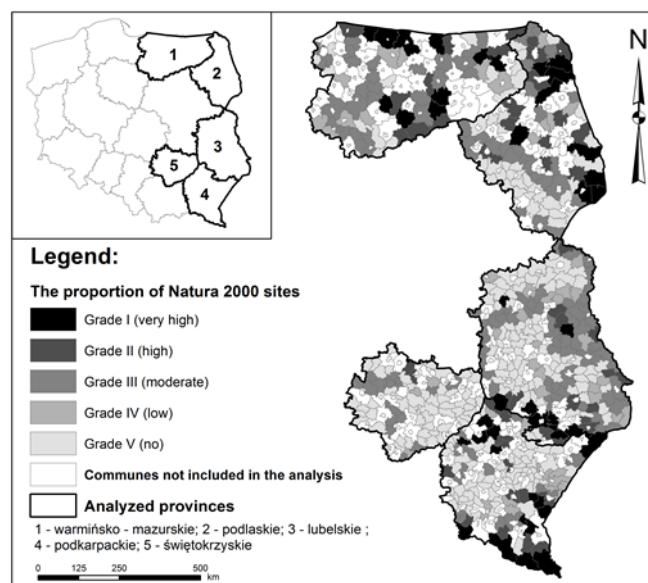 1
2
3
5
4
N
Legend:
The proportion of Natura 2000 sites
Grade I (very high)
Grade II (high)
Grade III (moderate)
Grade IV (low)
Grade V (no)
Communes not included in the analysis
Analyzed provinces
1 - warmińsko - mazurskie; 2 - podlaskie; 3 - lubelskie ;
4 - podkarpackie; 5 - świętokrzyskie
0 125 250 500
km